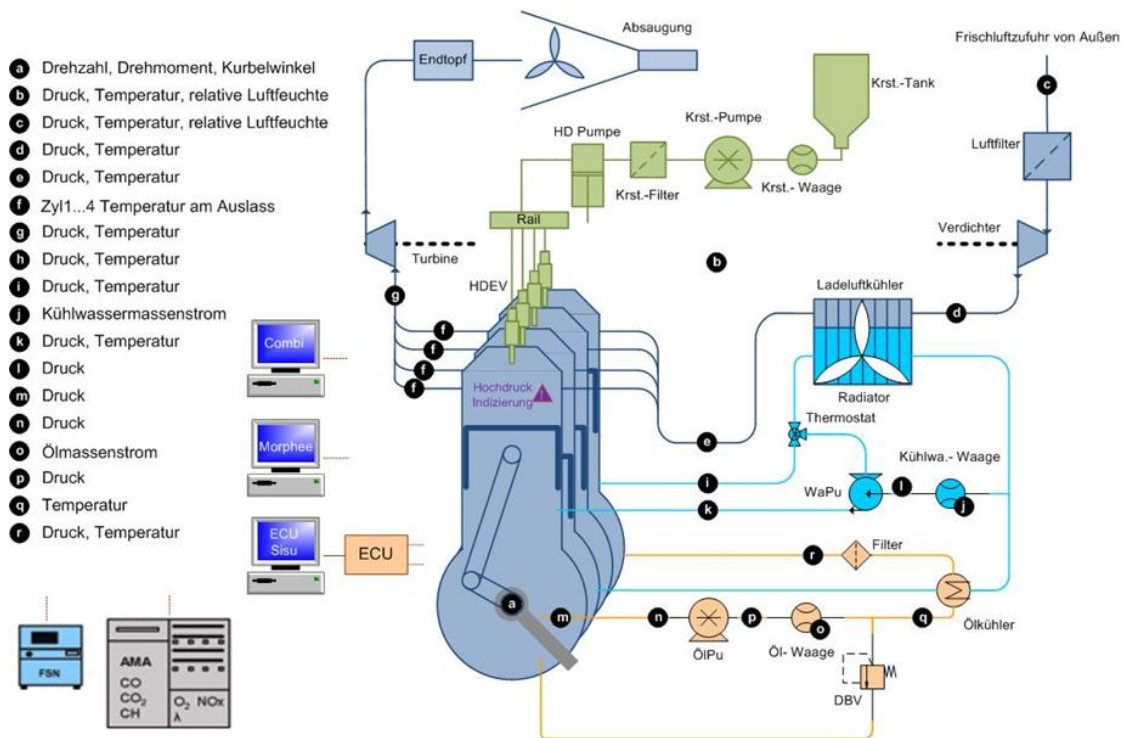 a Drehzahl, Drehmoment, Kurbelwinkel
b Druck, Temperatur, relative Luftfeuchte
c Druck, Temperatur, relative Luftfeuchte
d Druck, Temperatur
e Druck, Temperatur
f Zyl1...4 Temperatur am Auslass
g Druck, Temperatur
h Druck, Temperatur
i Druck, Temperatur
j Kühlwassermassenstrom
k Druck, Temperatur
l Druck
m Druck
n Druck
o Ölmassenstrom
p Druck
q Temperatur
r Druck, Temperatur
Endtopf
Absaugung
Frischluftzufuhr von Außen
c
Krst.-Tank
Krst.-Pumpe
HD Pumpe
Luftfilter
Krst.-Filter
Krst.- Waage
Rail
Verdichter
Turbine
b
HDEV
Ladeluftkühler
g
d
f
f
f
f
Combi
Hochdruck
Indizierung
!
Radiator
Thermostat
e
Morphee
Kühlwa.- Waage
i
WaPu
l
j
k
ECU
Sisu
ECU
r
Filter
a
m
n
p
o
q
Ölkühler
ÖlPu
Öl- Waage
DBV
FSN
AMA
CO
CO2
CH
O2 NOx
λ